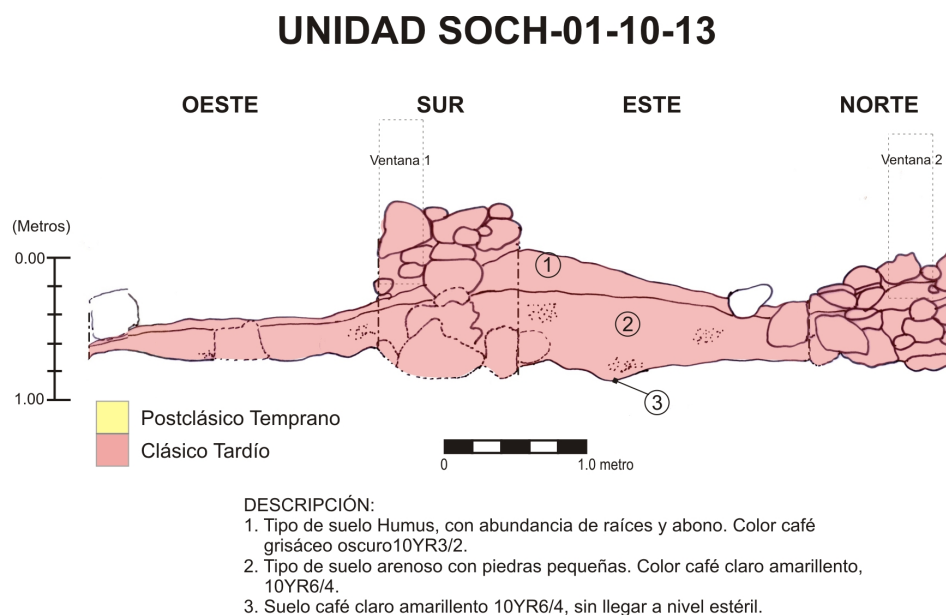 UNIDAD SOCH-01-10-13
OESTE SUR ESTE NORTE
Ventana 1 Ventana 2
(Metros)
0.00
1
2
3
1.00
Postclásico Temprano
Clásico Tardío
0 1.0 metro
DESCRIPCIÓN:
1. Tipo de suelo Humus, con abundancia de raíces y abono. Color café
grisáceo oscuro10YR3/2.
2. Tipo de suelo arenoso con piedras pequeñas. Color café claro amarillento,
10YR6/4.
3. Suelo café claro amarillento 10YR6/4, sin llegar a nivel estéril.